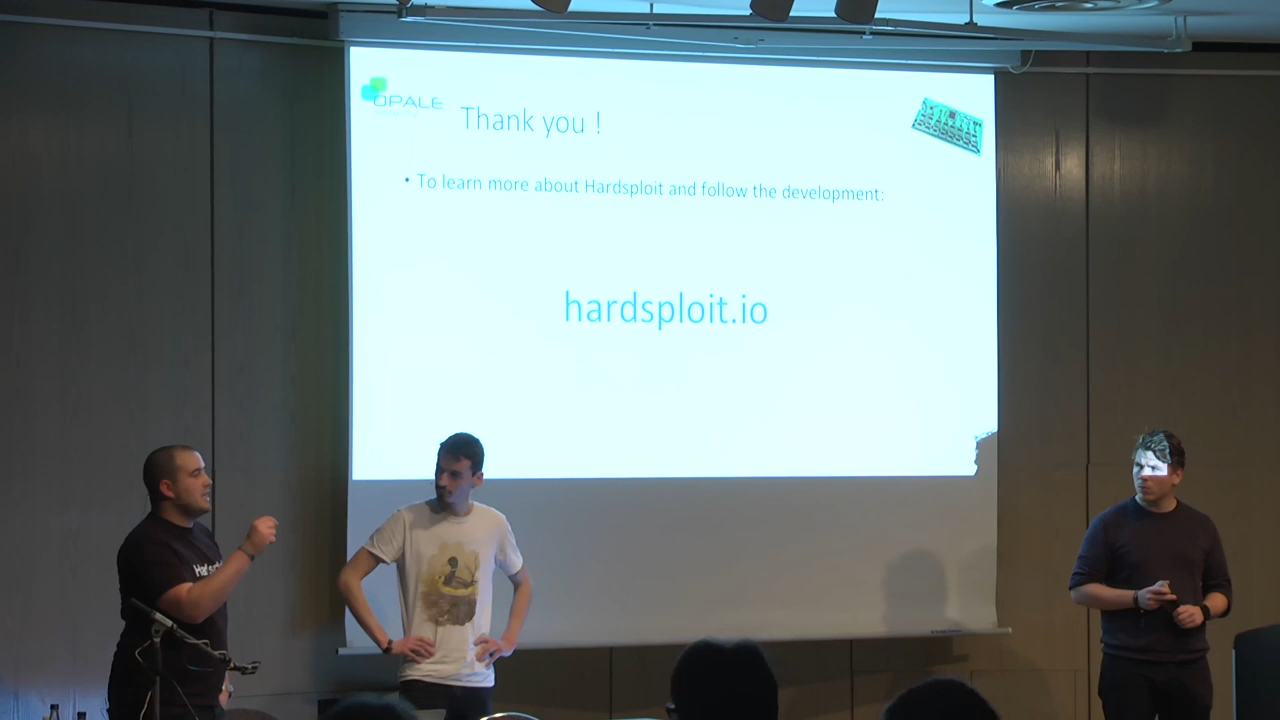 OPALE
Thank you !
• To learn more about Hardsploit and follow the development:
hardsploit.io